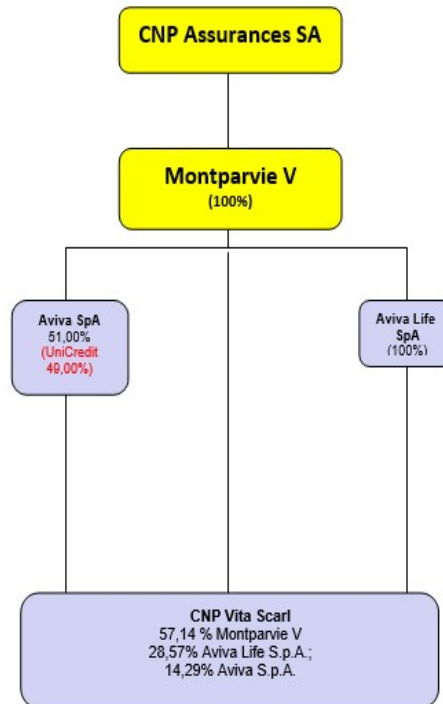 CNP Assurances SA
Montparvie V
(100%)
Aviva SpA
51,00%
(UniCredit
49,00%)
Aviva Life
SpA
(100%)
CNP Vita Scarl
57,14 % Montparvie V
28,57% Aviva Life S.p.A.;
14,29% Aviva S.p.A.